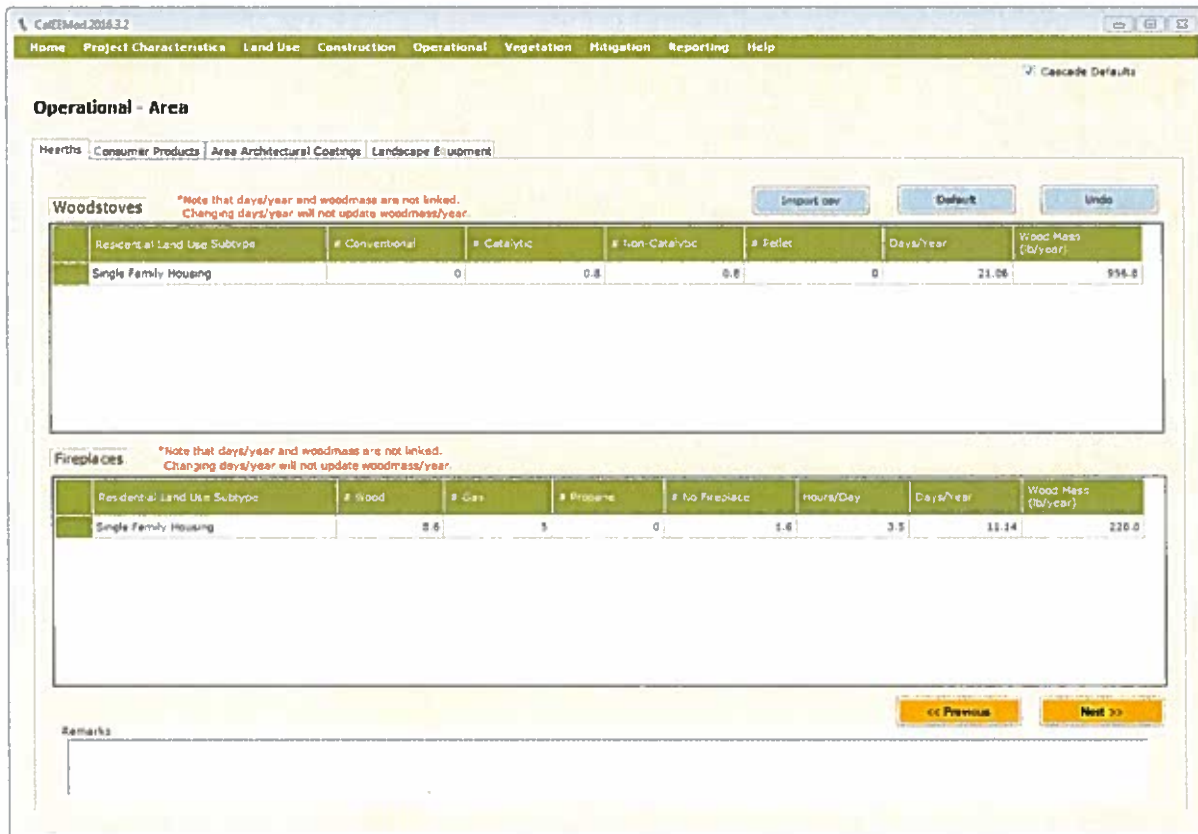 CalEEMod.2016.3.2
Home Project Characteristics Land Use Construction Operational Vegetation Mitigation Reporting Help
Cascade Defaults
Operational - Area
Hearths Consumer Products Area Architectural Coatings Landscape Equipment
Woodstoves
*Note that days/year and woodmass are not linked.
Changing days/year will not update woodmass/year.
Import csv Default Undo
Residential Land Use Subtype # Conventional # Catalytic # Non-Catalytic # Pellet Days/Year Wood Mass (lb/year)
Single Family Housing 0 0.8 0.8 0 21.06 956.8
Fireplaces
*Note that days/year and woodmass are not linked.
Changing days/year will not update woodmass/year.
Residential Land Use Subtype # Wood # Gas # Propane # No Fireplace Hours/Day Days/Year Wood Mass (lb/year)
Single Family Housing 5 0 1.6 3.5 11.14
<< Previous Next >>
Remarks